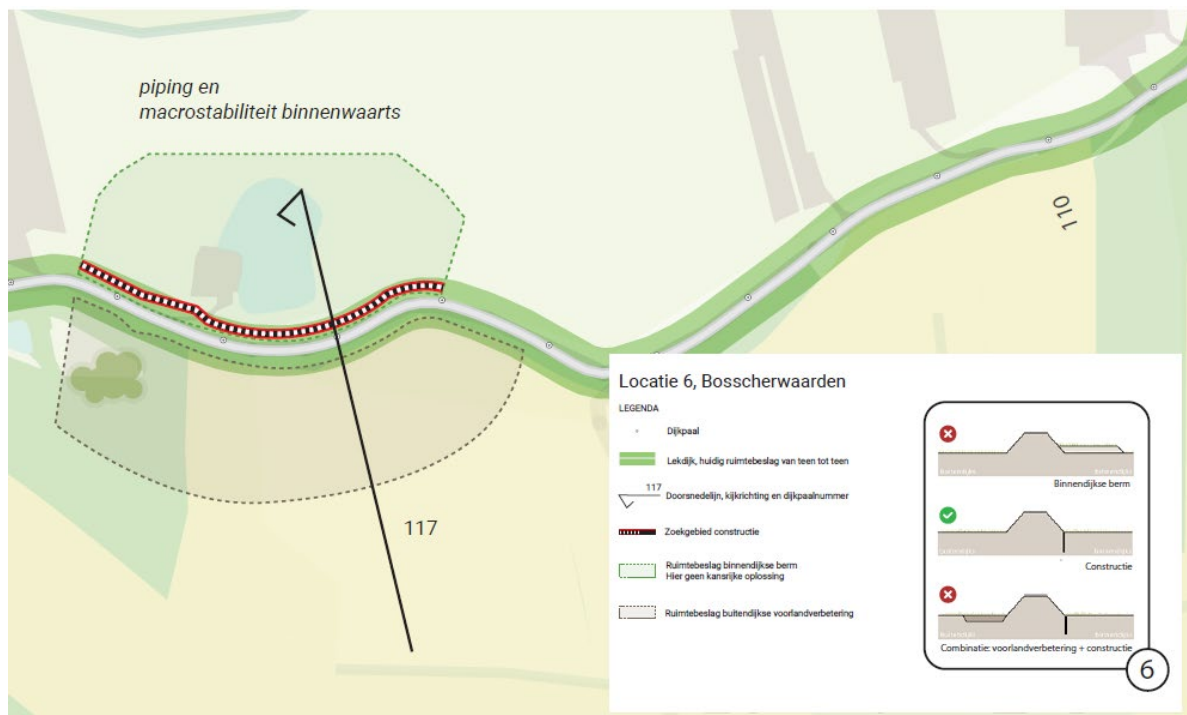 piping en
macrostabiliteit binnenwaarts
110
117
Locatie 6, Bosscherwaarden
LEGENDA
Dijkpaal
Lekdijk, huidig ruimtebeslag van teen tot teen
117
Doorsnedelijn, kijkrichting en dijkpaalnummer
Zoekgebied constructie
Ruimtebeslag binnendijkse berm
Hier geen kansrijke oplossing
Ruimtebeslag buitendijkse voorlandverbetering
Binnendijkse berm
Constructie
Combinatie: voorlandverbetering + constructie
6